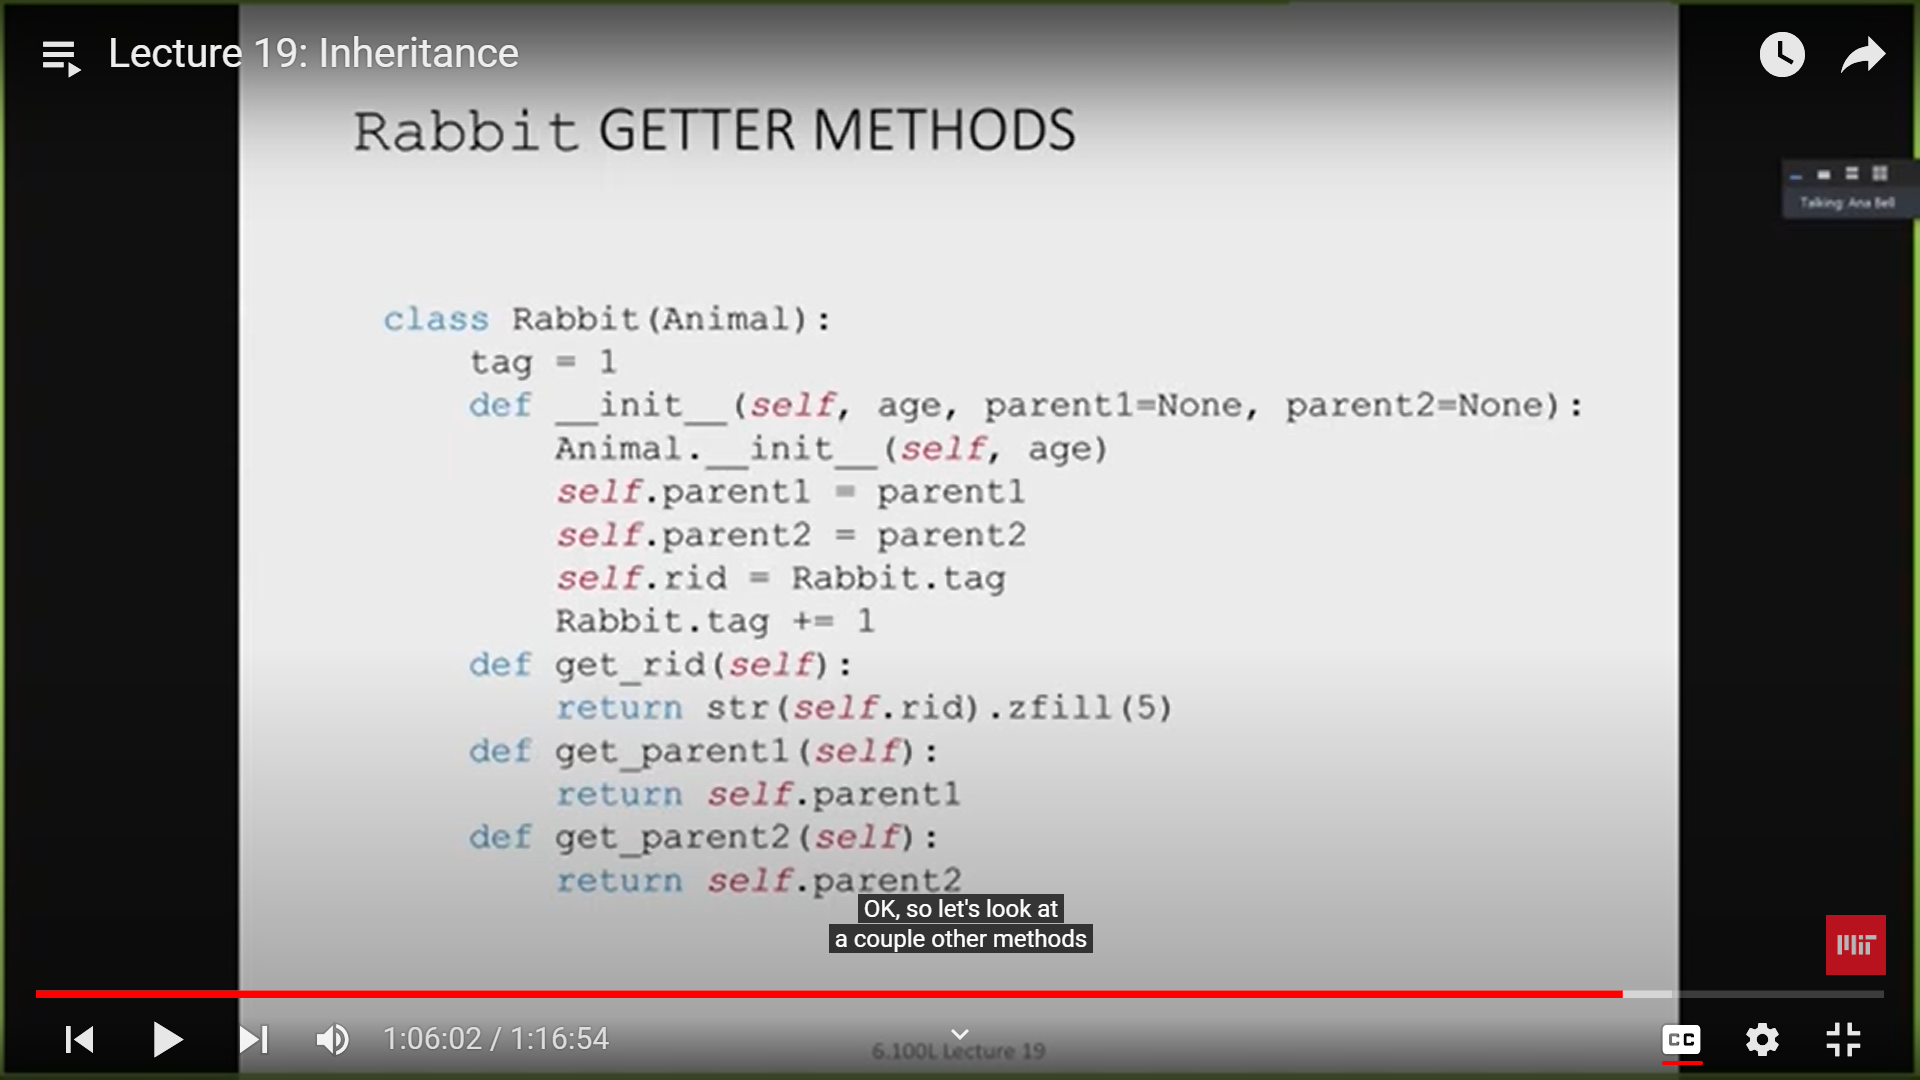 Lecture 19: Inheritance
Rabbit GETTER METHODS
Talking: Ana Bell
class Rabbit(Animal):
    tag = 1
    def __init__(self, age, parent1=None, parent2=None):
        Animal.__init__(self, age)
        self.parent1 = parent1
        self.parent2 = parent2
        self.rid = Rabbit.tag
        Rabbit.tag += 1
    def get_rid(self):
        return str(self.rid).zfill(5)
    def get_parent1(self):
        return self.parent1
    def get_parent2(self):
        return self.parent2
OK, so let's look at
a couple other methods
MIT
1:06:02 / 1:16:54
6.100L Lecture 19
CC